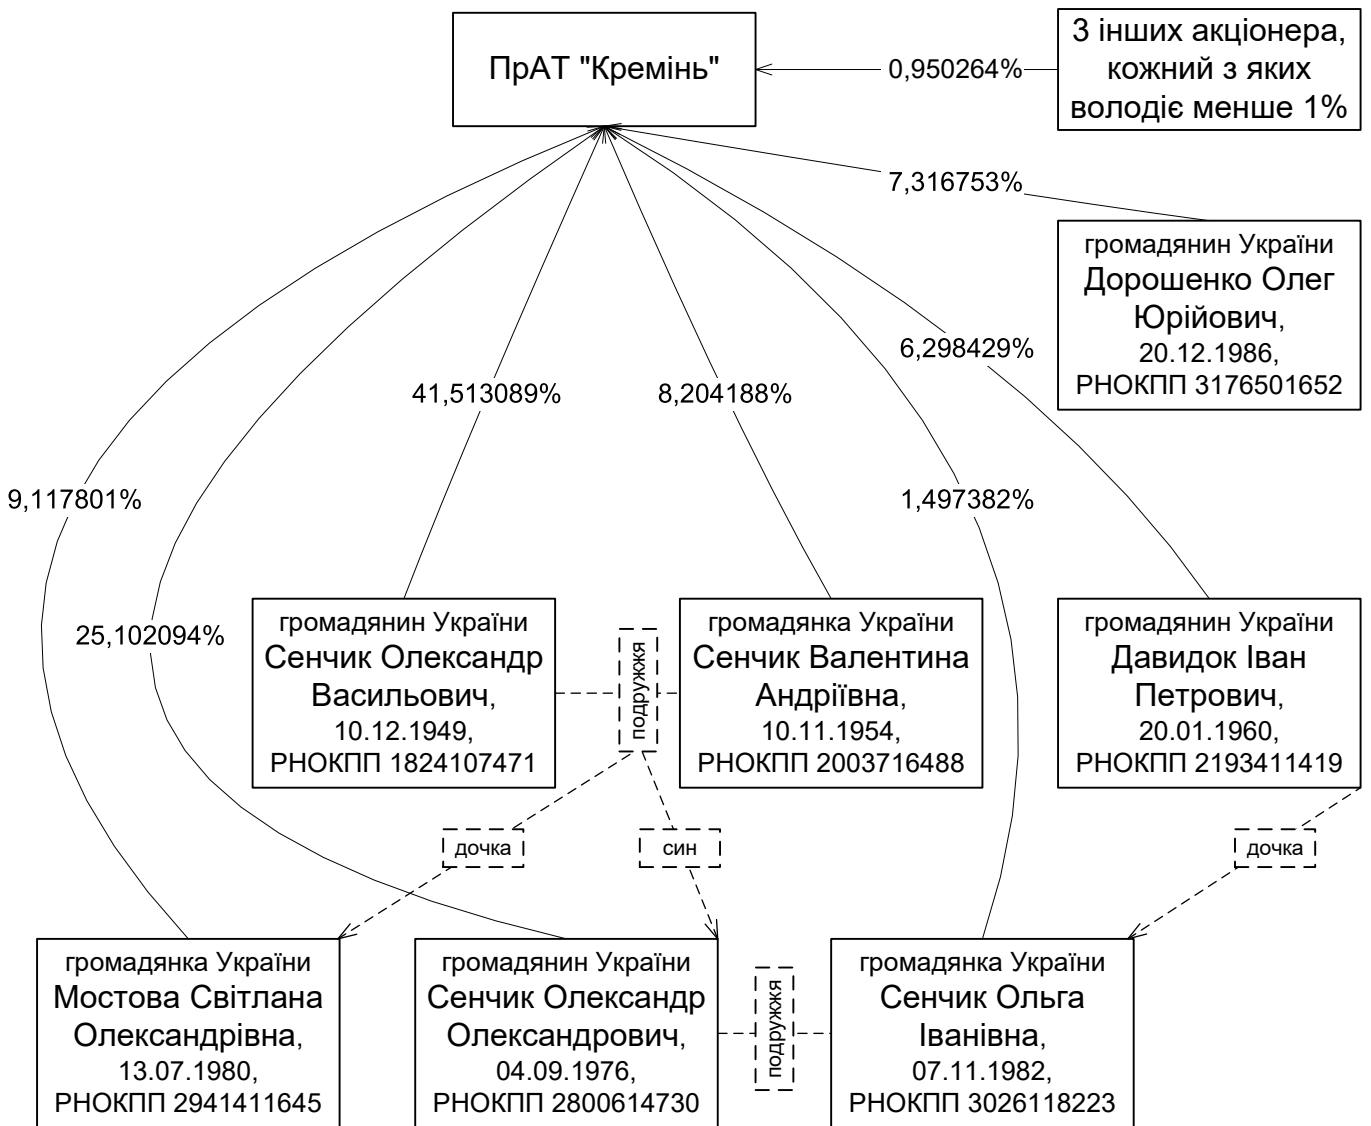 ПрАТ "Кремінь"
0,950264%
3 інших акціонера,
кожний з яких
володіє менше 1%
7,316753%
громадянин України
Дорошенко Олег
Юрійович,
20.12.1986,
РНОКПП 3176501652
6,298429%
41,513089%
8,204188%
9,117801%
1,497382%
25,102094%
громадянин України
Сенчик Олександр
Васильович,
10.12.1949,
РНОКПП 1824107471
подружжя
громадянка України
Сенчик Валентина
Андріївна,
10.11.1954,
РНОКПП 2003716488
громадянин України
Давидок Іван
Петрович,
20.01.1960,
РНОКПП 2193411419
дочка
син
дочка
громадянка України
Мостова Світлана
Олександрівна,
13.07.1980,
РНОКПП 2941411645
громадянин України
Сенчик Олександр
Олександрович,
04.09.1976,
РНОКПП 2800614730
подружжя
громадянка України
Сенчик Ольга
Іванівна,
07.11.1982,
РНОКПП 3026118223